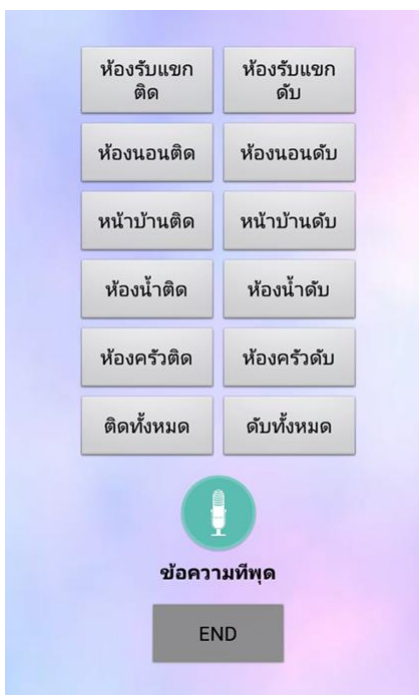 ห้องรับแขก ห้องรับแขก
ติด ดับ
ห้องนอนติด ห้องนอนดับ
หน้าบ้านติด หน้าบ้านดับ
ห้องน้ำติด ห้องน้ำดับ
ห้องครัวติด ห้องครัวดับ
ติดทั้งหมด ดับทั้งหมด
ข้อความที่พุด
END